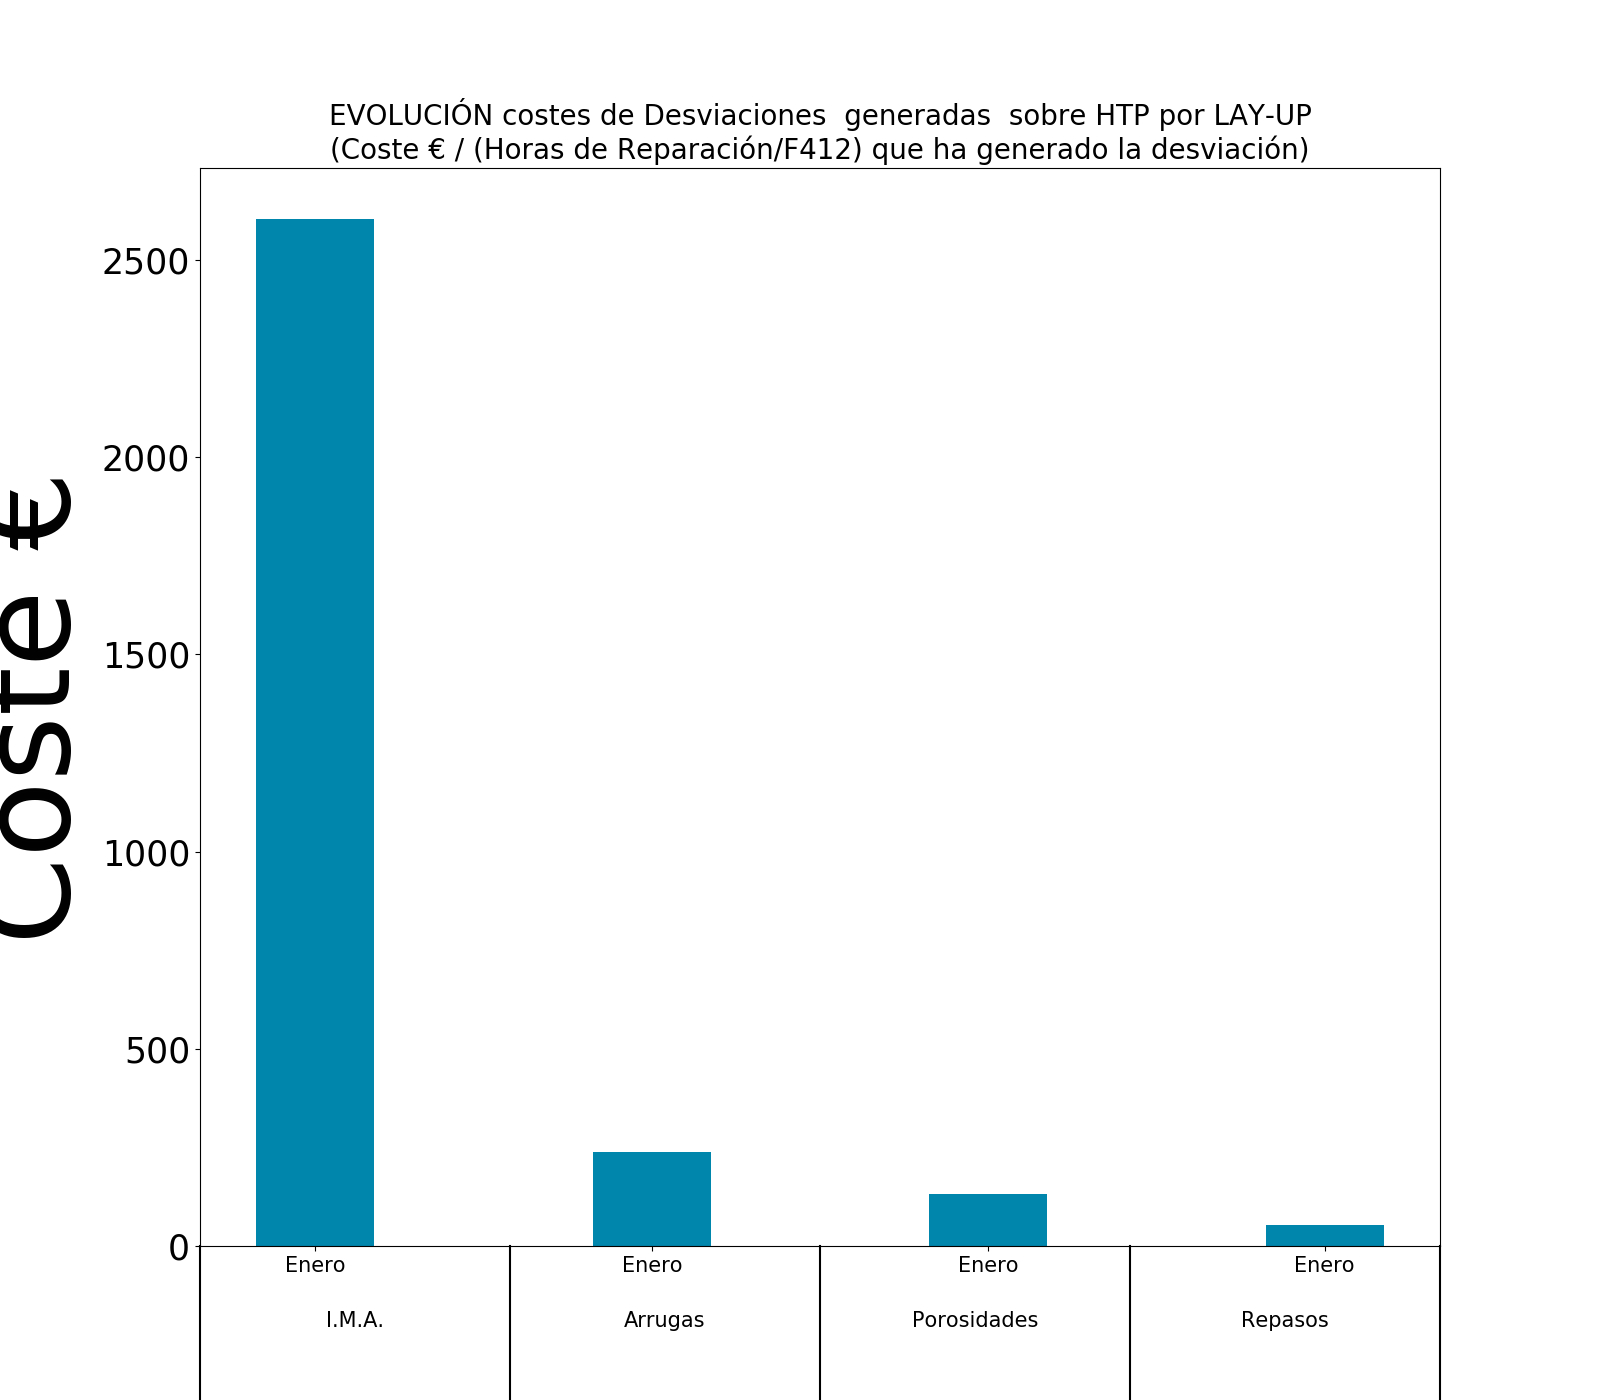 EVOLUCIÓN costes de Desviaciones  generadas  sobre HTP por LAY-UP
(Coste € / (Horas de Reparación/F412) que ha generado la desviación)
Coste €
2500
2000
1500
1000
500
0
Enero Enero Enero Enero
I.M.A. Arrugas Porosidades Repasos